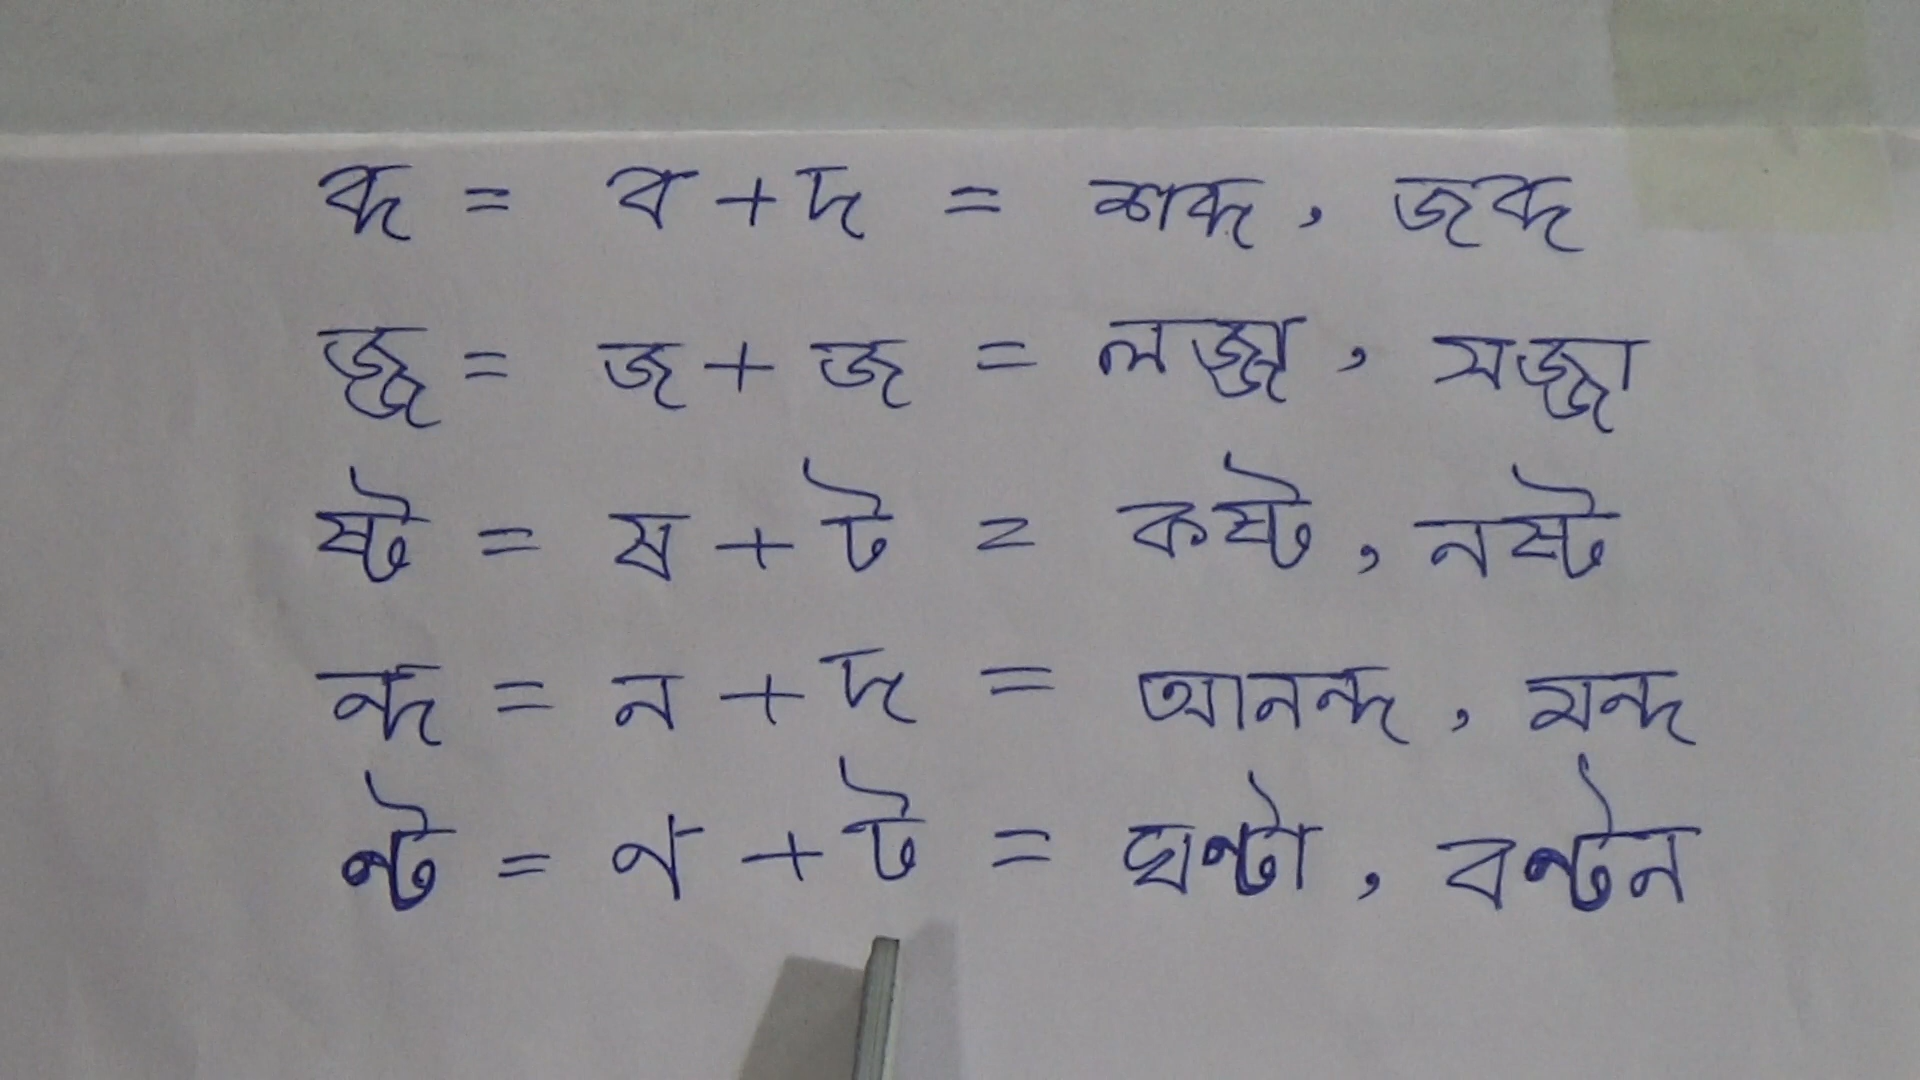 ব্দ = ব + দ = শব্দ, জব্দ
জ্জ = জ + জ = লজ্জা, সজ্জা
ষ্ট = ষ + ট = কষ্ট, নষ্ট
ন্দ = ন + দ = আনন্দ, মন্দ
ণ্ট = ণ + ট = ঘণ্টা, বণ্টন